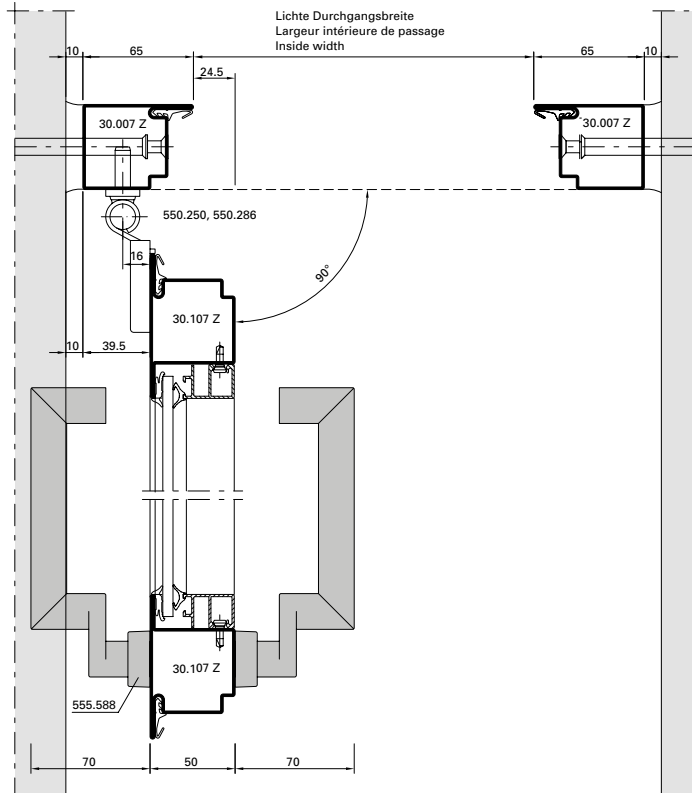 Lichte Durchgangsbreite
Largeur intérieure de passage
Inside width
10
65
65
10
24.5
30.007 Z
30.007 Z
550.250, 550.286
16
90°
30.107 Z
10
39.5
30.107 Z
555.588
70
50
70